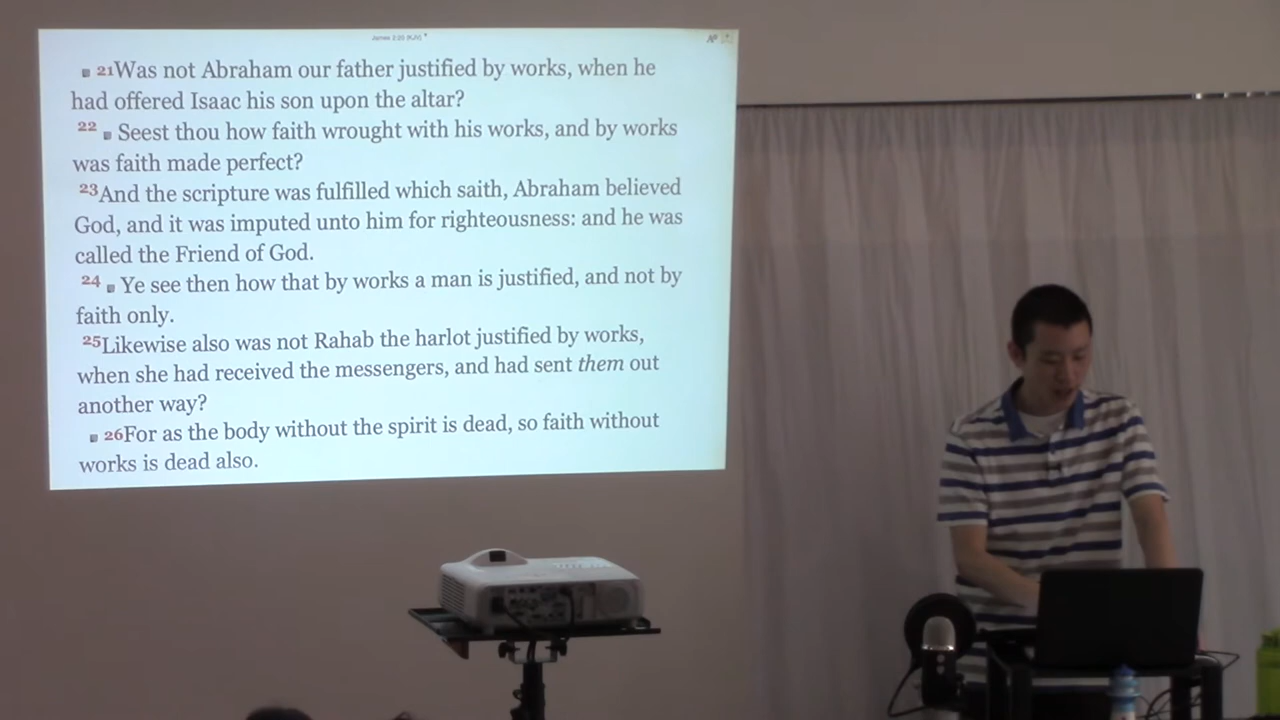 James 2:20 (KJV)
21Was not Abraham our father justified by works, when he
had offered Isaac his son upon the altar?
22 Seest thou how faith wrought with his works, and by works
was faith made perfect?
23And the scripture was fulfilled which saith, Abraham believed
God, and it was imputed unto him for righteousness: and he was
called the Friend of God.
24 Ye see then how that by works a man is justified, and not by
faith only.
25Likewise also was not Rahab the harlot justified by works,
when she had received the messengers, and had sent them out
another way?
26For as the body without the spirit is dead, so faith without
works is dead also.